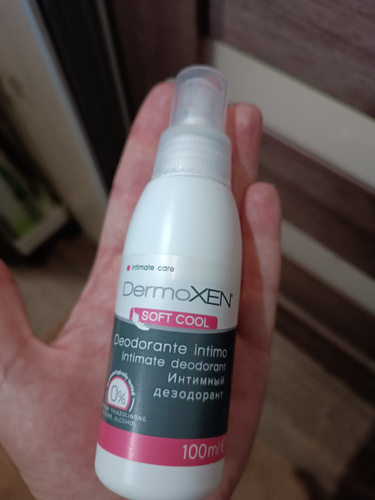 intimate care
DermoXEN®
SOFT COOL
Deodorante intimo
Intimate deodorant
Интимный
дезодорант
0%
ALCOHOL
100ml